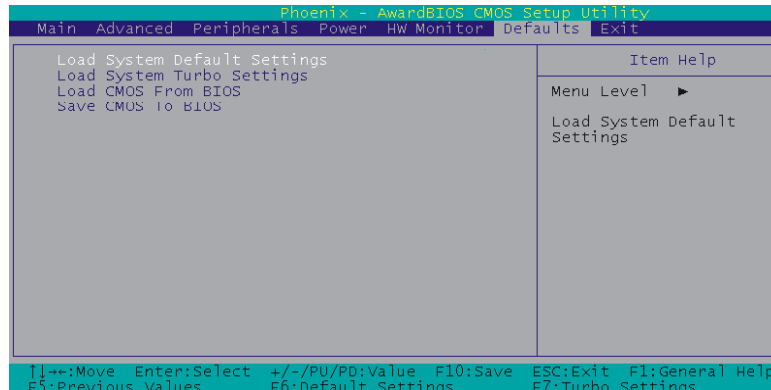 Phoenix - AwardBIOS CMOS Setup Utility
Main Advanced Peripherals Power HW Monitor Defaults Exit
Load System Default Settings
Load System Turbo Settings
Load CMOS From BIOS
Save CMOS To BIOS
Item Help
Menu Level ►
Load System Default
Settings
↑↓→←:Move Enter:Select +/-/PU/PD:Value F10:Save ESC:Exit F1:General Help
F5:Previous Values F6:Default Settings F7:Turbo Settings